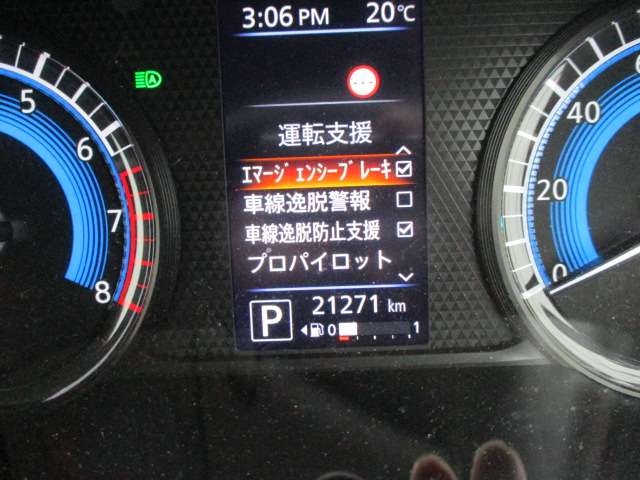 3:06 PM 20℃
運転支援
エマージェンシーブレーキ
車線逸脱警報
車線逸脱防止支援
プロパイロット
P 21271 km
0 1
5
6
7
8
A
40
20
0